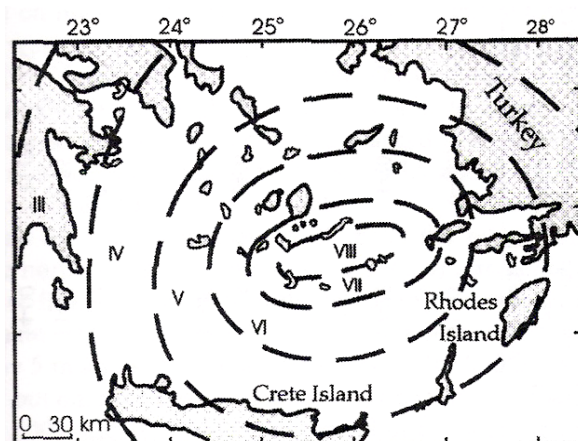 23° 24° 25° 26° 27° 28°
Turkey
III
IV
VIII
V
VII
VI
Rhodes
Island
Crete Island
0 30 km